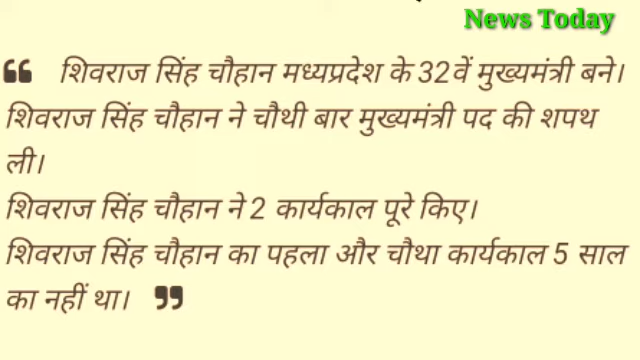 News Today
❝ शिवराज सिंह चौहान मध्यप्रदेश के 32वें मुख्यमंत्री बने।
शिवराज सिंह चौहान ने चौथी बार मुख्यमंत्री पद की शपथ
ली।
शिवराज सिंह चौहान ने 2 कार्यकाल पूरे किए।
शिवराज सिंह चौहान का पहला और चौथा कार्यकाल 5 साल
का नहीं था। ❞